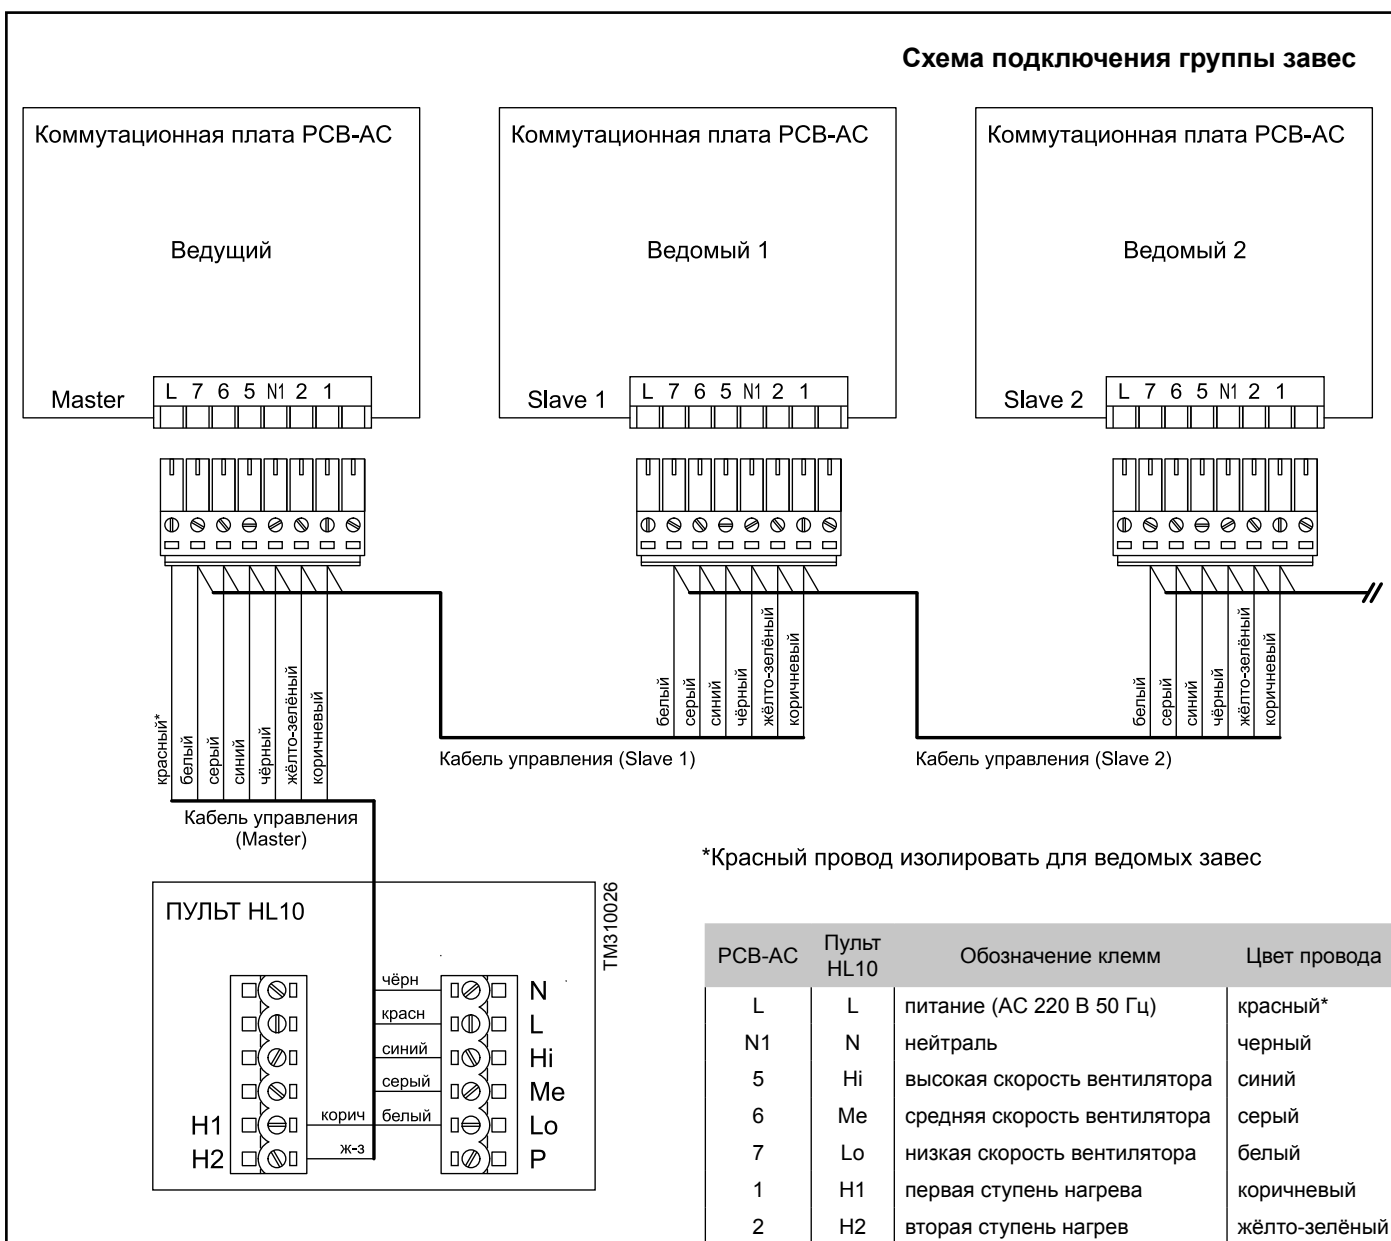 Схема подключения группы завес
Коммутационная плата PCB-AC
Ведущий
Master
L 7 6 5 N1 2 1
Коммутационная плата PCB-AC
Ведомый 1
Slave 1
L 7 6 5 N1 2 1
Коммутационная плата PCB-AC
Ведомый 2
Slave 2
L 7 6 5 N1 2 1
красный*
белый
серый
синий
чёрный
жёлто-зелёный
коричневый
Кабель управления
(Master)
белый
серый
синий
чёрный
жёлто-зелёный
коричневый
Кабель управления (Slave 1)
белый
серый
синий
чёрный
жёлто-зелёный
коричневый
Кабель управления (Slave 2)
*Красный провод изолировать для ведомых завес
ПУЛЬТ HL10
TM310026
чёрн N
красн L
синий Hi
серый Me
H1 корич белый Lo
H2 ж-з P
PCB-AC Пульт HL10 Обозначение клемм Цвет провода
L L питание (АС 220 В 50 Гц) красный*
N1 N нейтраль черный
5 Hi высокая скорость вентилятора синий
6 Me средняя скорость вентилятора серый
7 Lo низкая скорость вентилятора белый
1 H1 первая ступень нагрева коричневый
2 H2 вторая ступень нагрев жёлто-зелёный